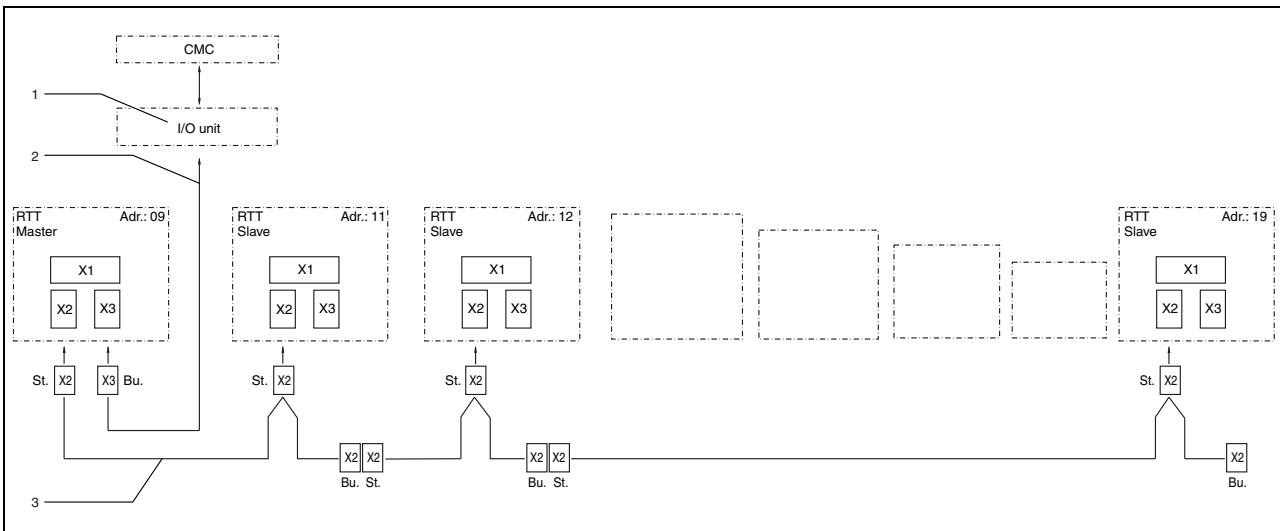 CMC
1
I/O unit
2
RTT Adr.: 09
Master
X1
X2 X3
RTT Adr.: 11
Slave
X1
X2 X3
RTT Adr.: 12
Slave
X1
X2 X3
RTT Adr.: 19
Slave
X1
X2 X3
St. X2 X3 Bu.
St. X2
St. X2
St. X2
X2 X2
Bu. St.
X2 X2
Bu. St.
X2
Bu.
3